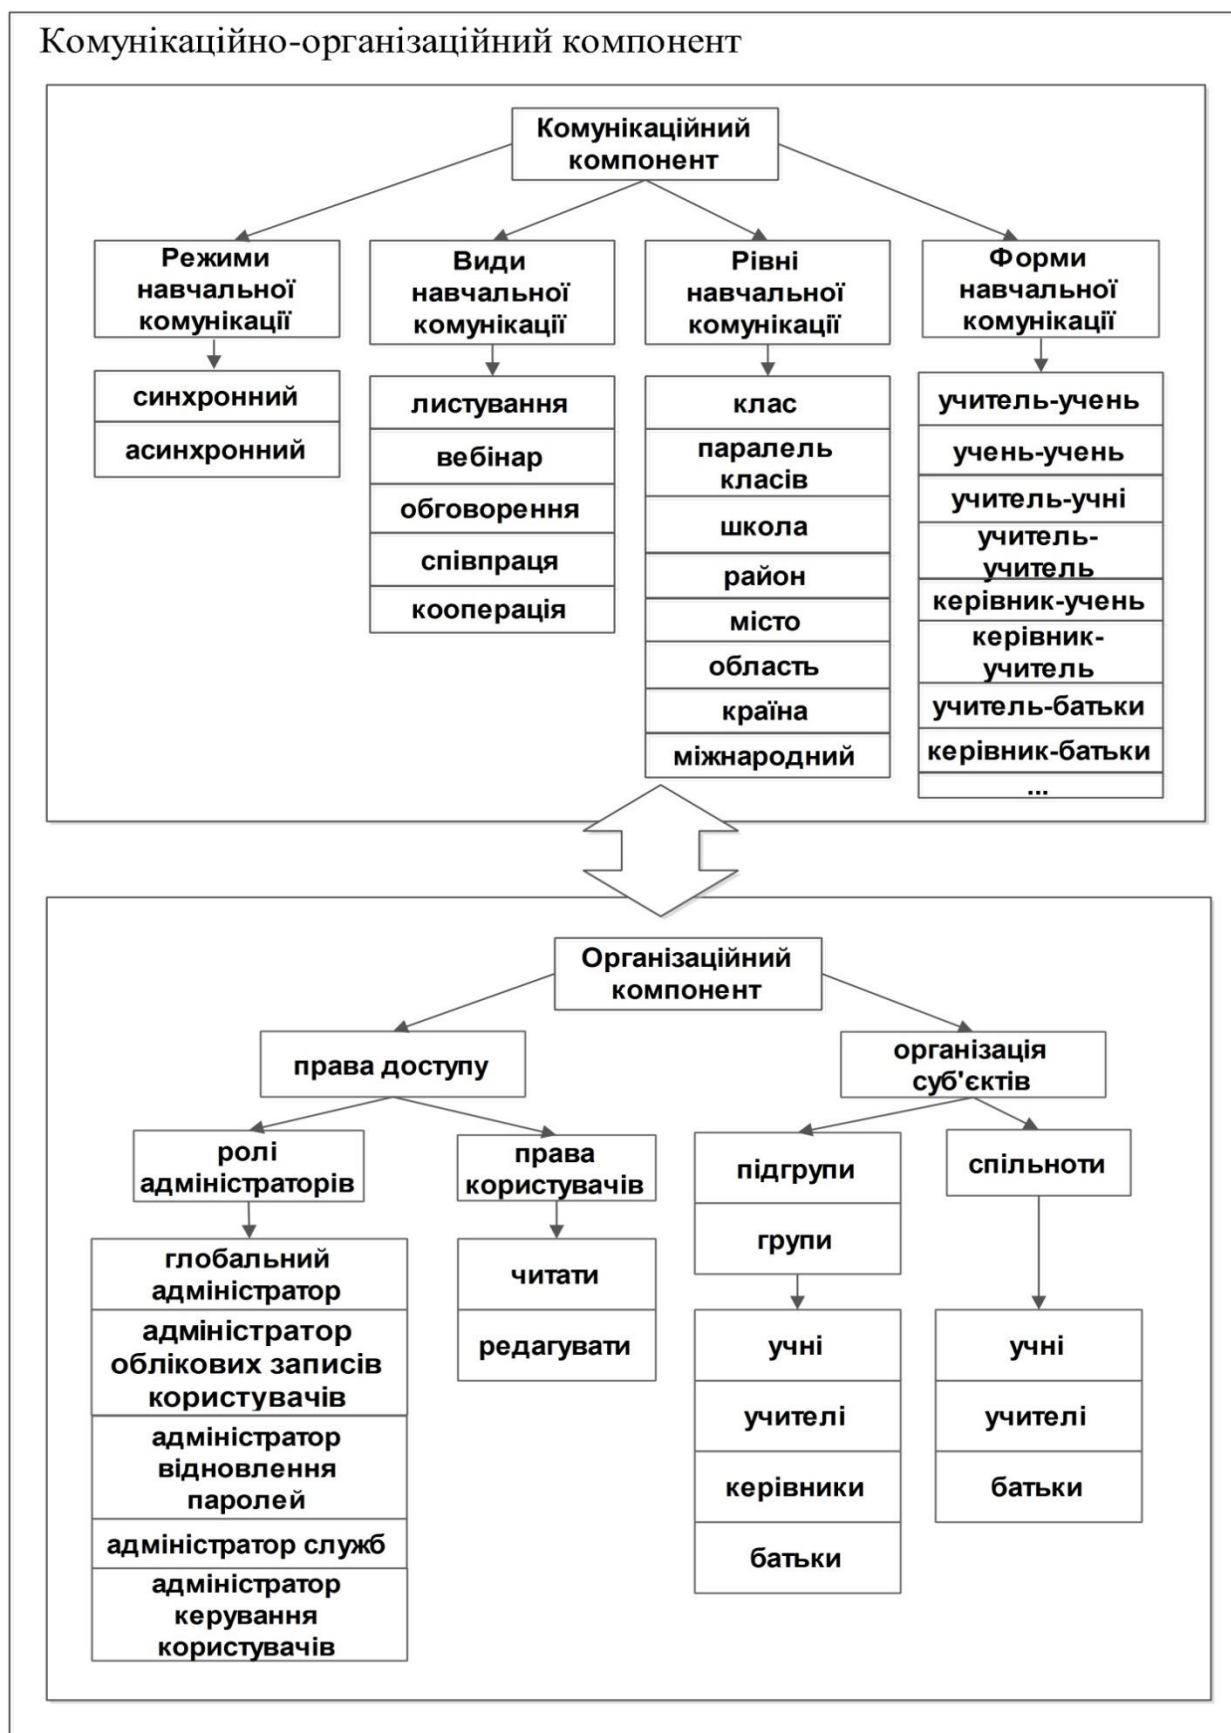 Комунікаційно-організаційний компонент
Комунікаційний
компонент
Режими
навчальної
комунікації
синхронний
асинхронний
Види
навчальної
комунікації
листування
вебінар
обговорення
співпраця
кооперація
Рівні
навчальної
комунікації
клас
паралель
класів
школа
район
місто
область
країна
міжнародний
Форми
навчальної
комунікації
учитель-учень
учень-учень
учитель-учні
учитель-
учитель
керівник-учень
керівник-
учитель
учитель-батьки
керівник-батьки
...
Організаційний
компонент
права доступу
ролі
адміністраторів
глобальний
адміністратор
адміністратор
облікових записів
користувачів
адміністратор
відновлення
паролей
адміністратор служб
адміністратор
керування
користувачів
права
користувачів
читати
редагувати
організація
суб'єктів
підгрупи
групи
учні
учителі
керівники
батьки
спільноти
учні
учителі
батьки